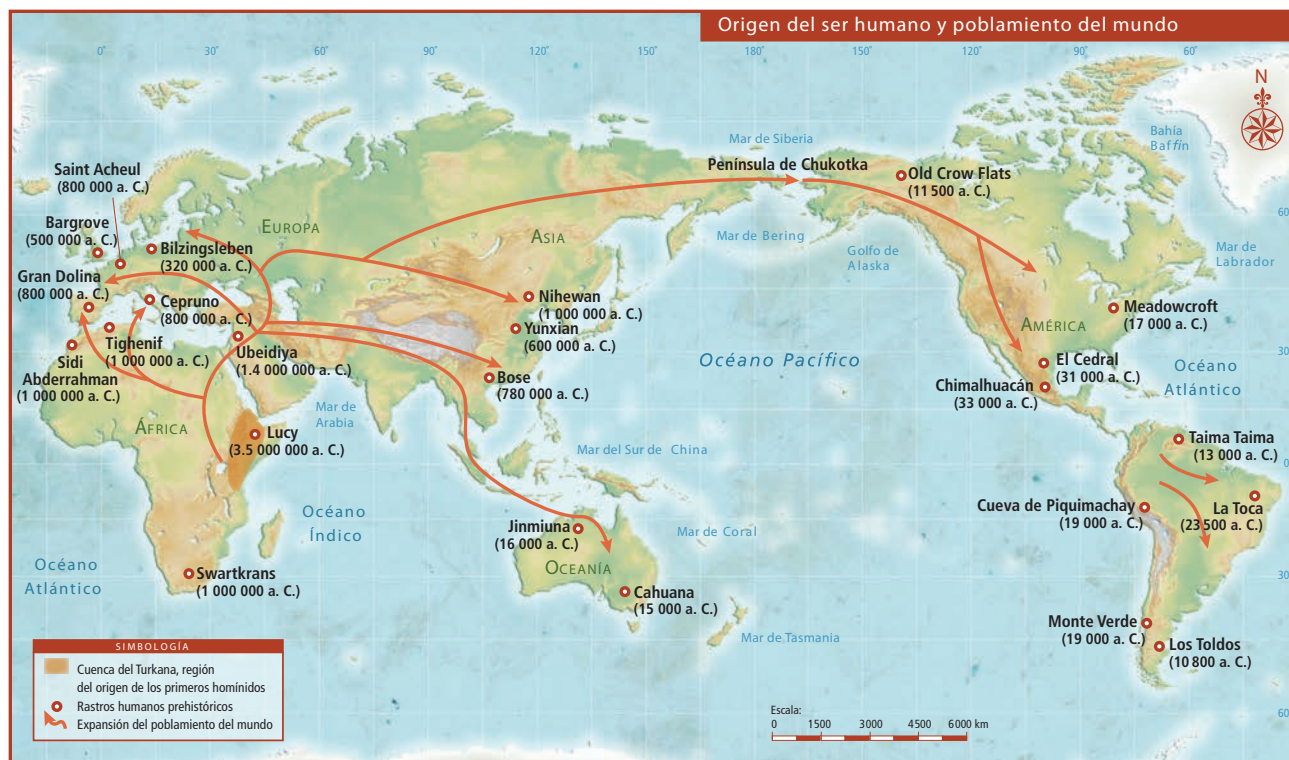 Origen del ser humano y poblamiento del mundo
0°
30°
60°
90°
120°
150°
180°
150°
120°
90°
60°
N
Mar de Siberia
Bahía
Baffín
Península de Chukotka
Old Crow Flats
(11 500 a. C.)
Saint Acheul
(800 000 a. C.)
Bargrove
(500 000 a. C.)
Bilzingsleben
(320 000 a. C.)
EUROPA
ASIA
60
Mar de Bering
Golfo de
Alaska
Mar de
Labrador
Gran Dolina
(800 000 a. C.)
Cepruno
(800 000 a. C.)
Nihewan
(1 000 000 a. C.)
Meadowcroft
(17 000 a. C.)
Tighenif
(1 000 000 a. C.)
Ubeidiya
(1.4 000 000 a. C.)
Yunxian
(600 000 a. C.)
AMÉRICA
Sidi
Abderrahman
(1 000 000 a. C.)
Océano Pacífico
30
El Cedral
(31 000 a. C.)
Océano
Atlántico
Bose
(780 000 a. C.)
Chimalhuacán
(33 000 a. C.)
Mar de
Arabia
ÁFRICA
Lucy
(3.5 000 000 a. C.)
Mar del Sur de China
Taima Taima
(13 000 a. C.)
0
Océano
Índico
Cueva de Piquimachay
(19 000 a. C.)
La Toca
(23 500 a. C.)
Jinmiuna
(16 000 a. C.)
Mar de Coral
Océano
Atlántico
Swartkrans
(1 000 000 a. C.)
OCEANÍA
Cahuana
(15 000 a. C.)
30
Mar de Tasmania
Monte Verde
(19 000 a. C.)
Los Toldos
(10 800 a. C.)
SIMBOLOGÍA
Cuenca del Turkana, región
del origen de los primeros homínidos
Rastros humanos prehistóricos
Expansión del poblamiento del mundo
Escala:
0 1500 3000 4500 6000 km
60